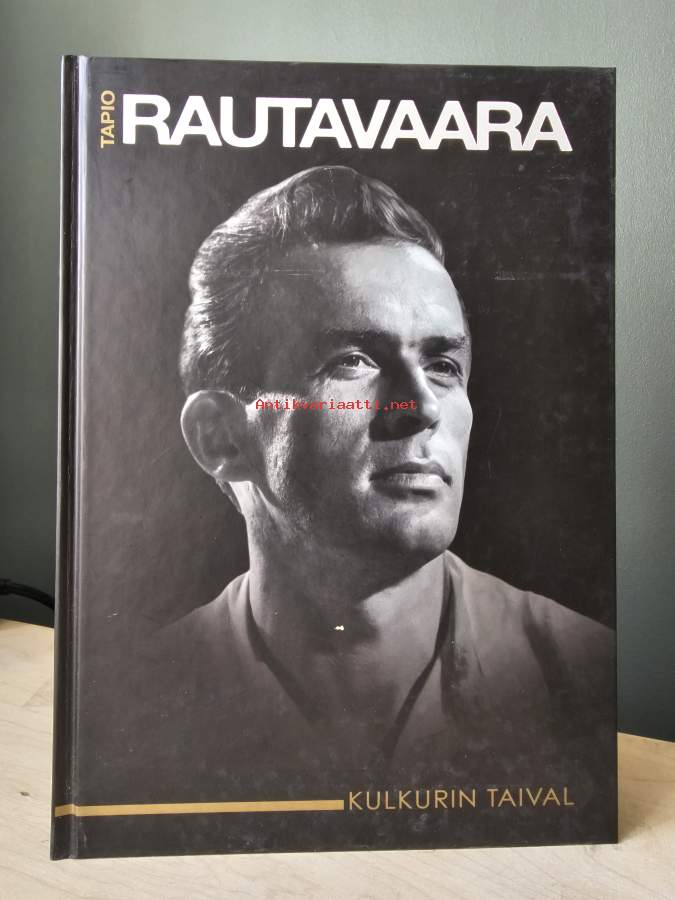 TAPIO
RAUTAVAARA
Antikvariaatti.net
KULKURIN TAIVAL